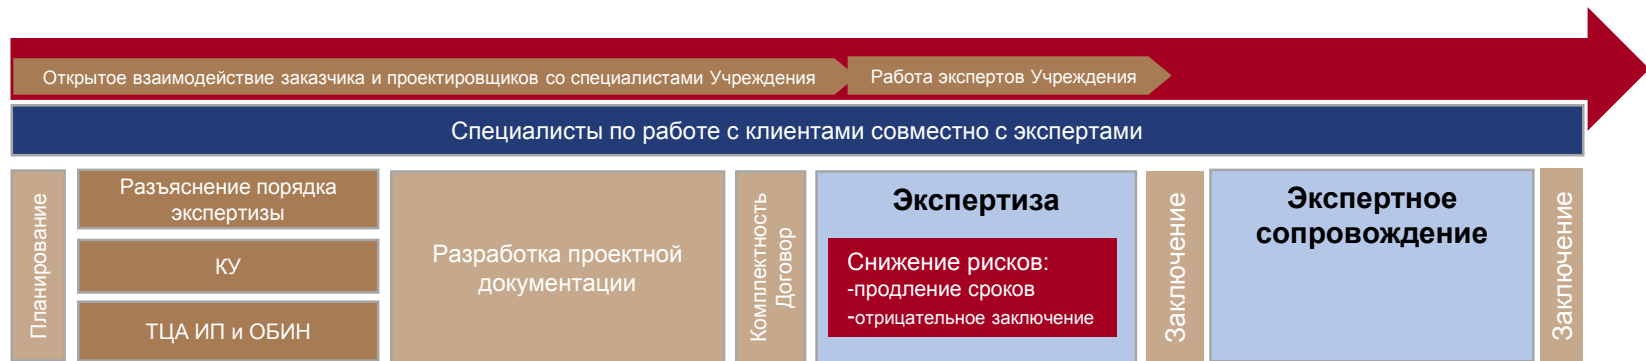 Открытое взаимодействие заказчика и проектировщиков со специалистами Учреждения
Работа экспертов Учреждения
Специалисты по работе с клиентами совместно с экспертами
Планирование
Разъяснение порядка
экспертизы
КУ
ТЦА ИП и ОБИН
Разработка проектной
документации
Комплектность
Договор
Экспертиза
Снижение рисков:
-продление сроков
-отрицательное заключение
Заключение
Экспертное
сопровождение
Заключение